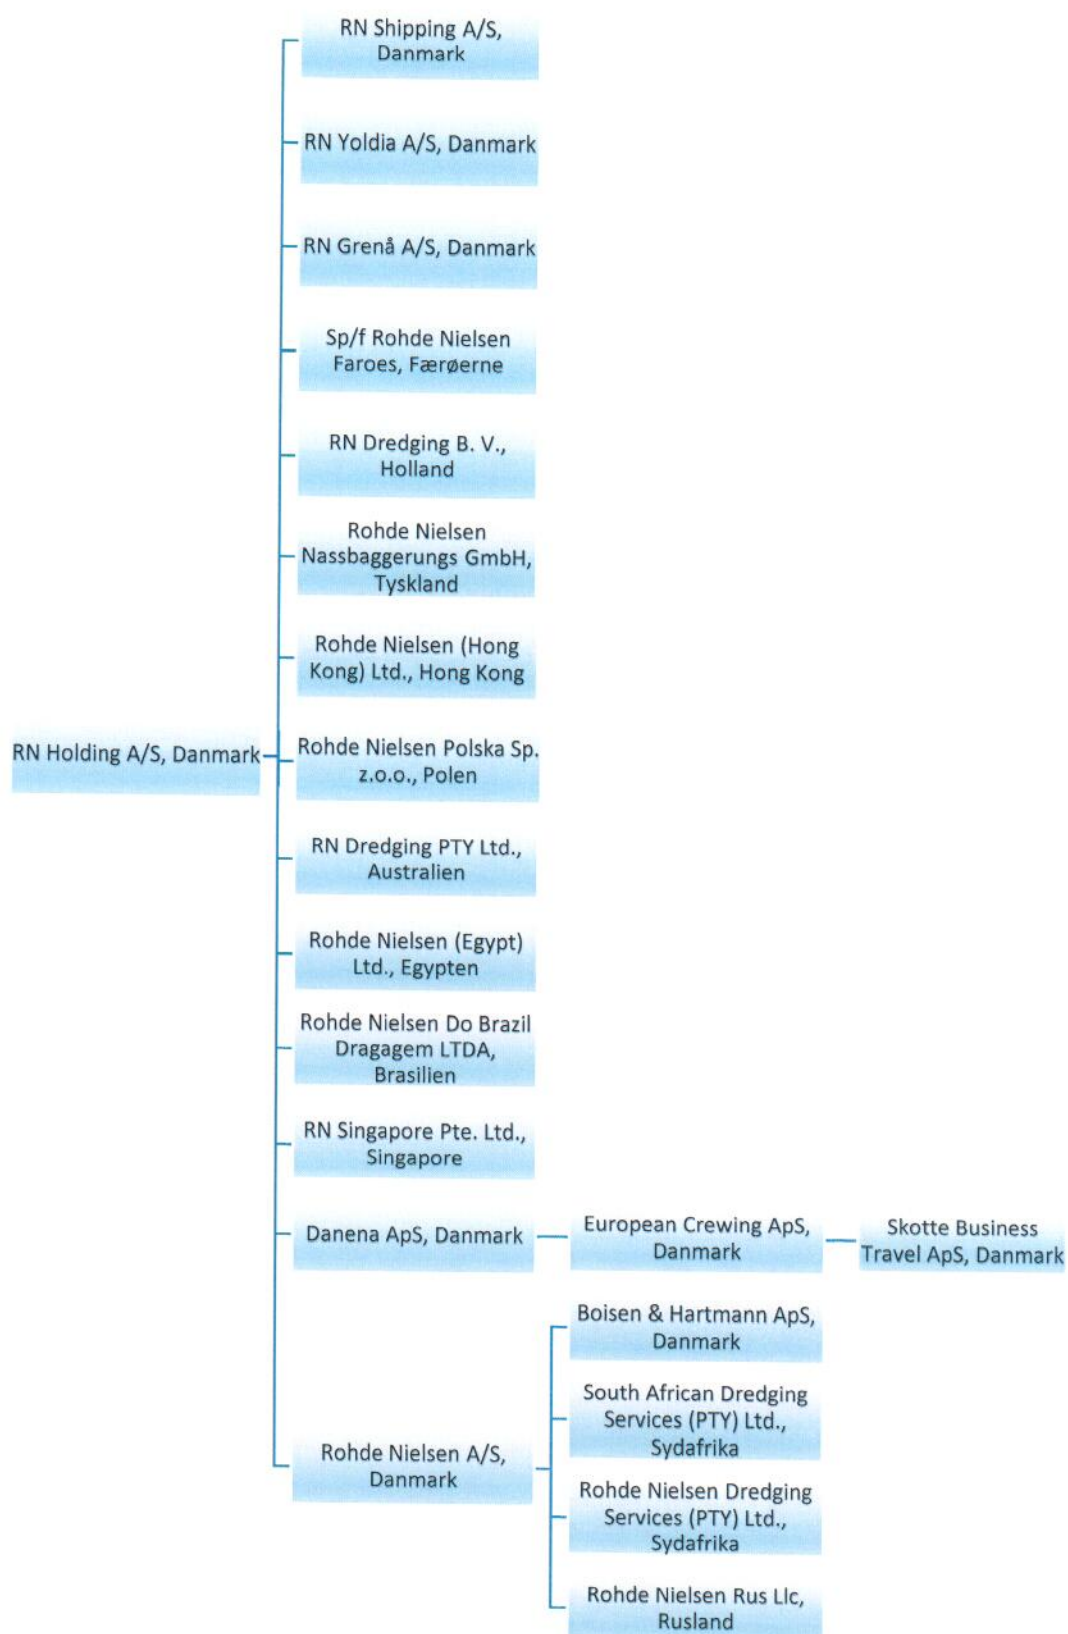 RN Shipping A/S,
Danmark
RN Yoldia A/S, Danmark
RN Grenå A/S, Danmark
Sp/f Rohde Nielsen
Faroes, Færøerne
RN Dredging B. V.,
Holland
Rohde Nielsen
Nassbaggerungs GmbH,
Tyskland
Rohde Nielsen (Hong
Kong) Ltd., Hong Kong
RN Holding A/S, Danmark
Rohde Nielsen Polska Sp.
z.o.o., Polen
RN Dredging PTY Ltd.,
Australien
Rohde Nielsen (Egypt)
Ltd., Egypten
Rohde Nielsen Do Brazil
Dragagem LTDA,
Brasilien
RN Singapore Pte. Ltd.,
Singapore
Danena ApS, Danmark
European Crewing ApS,
Danmark
Skotte Business
Travel ApS, Danmark
Rohde Nielsen A/S,
Danmark
Boisen & Hartmann ApS,
Danmark
South African Dredging
Services (PTY) Ltd.,
Sydafrika
Rohde Nielsen Dredging
Services (PTY) Ltd.,
Sydafrika
Rohde Nielsen Rus Llc,
Rusland